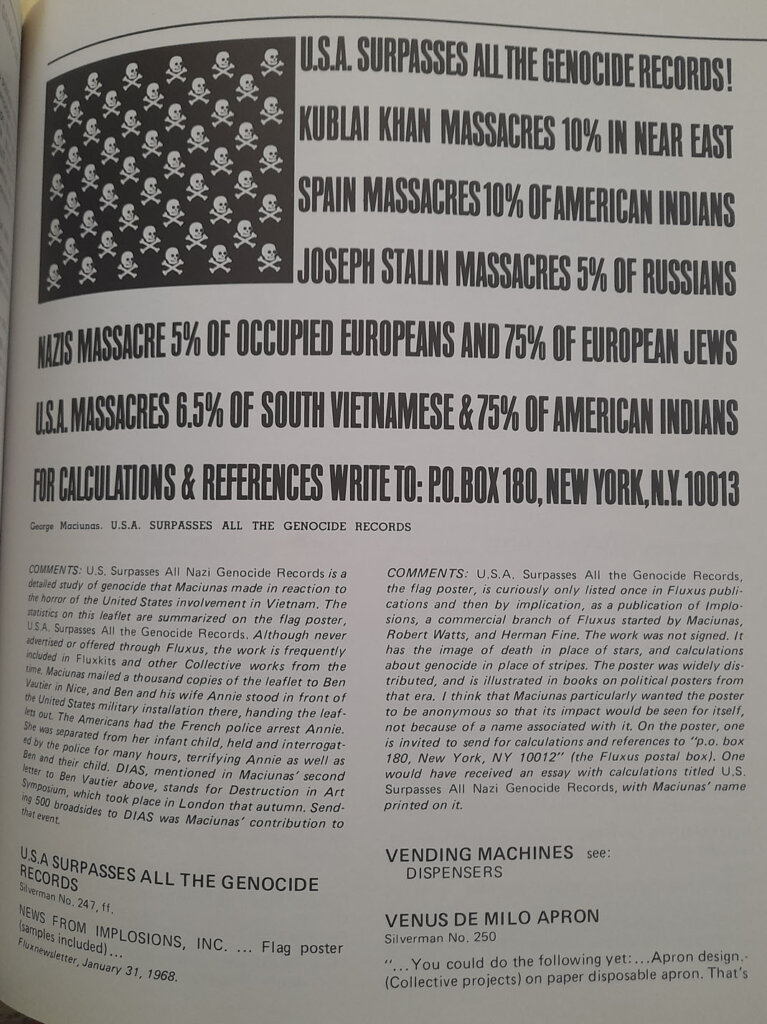 U.S.A. SURPASSES ALL THE GENOCIDE RECORDS!
KUBLAI KHAN MASSACRES 10% IN NEAR EAST
SPAIN MASSACRES 10% OF AMERICAN INDIANS
JOSEPH STALIN MASSACRES 5% OF RUSSIANS
NAZIS MASSACRE 5% OF OCCUPIED EUROPEANS AND 75% OF EUROPEAN JEWS
U.S.A. MASSACRES 6.5% OF SOUTH VIETNAMESE & 75% OF AMERICAN INDIANS
FOR CALCULATIONS & REFERENCES WRITE TO: P.O. BOX 180, NEW YORK, N.Y. 10013
George Maciunas. U.S.A. SURPASSES ALL THE GENOCIDE RECORDS
COMMENTS: U.S. Surpasses All Nazi Genocide Records is a
detailed study of genocide that Maciunas made in reaction to
the horror of the United States involvement in Vietnam. The
statistics on this leaflet are summarized on the flag poster,
U.S.A. Surpasses All the Genocide Records. Although never
advertised or offered through Fluxus, the work is frequently
included in Fluxkits and other Collective works from the
time. Maciunas mailed a thousand copies of the leaflet to Ben
Vautier in Nice, and Ben and his wife Annie stood in front of
the United States military installation there, handing the leaf-
lets out. The Americans had the French police arrest Annie.
She was separated from her infant child, held and interrogat-
ed by the police for many hours, terrifying Annie as well as
Ben and their child. DIAS, mentioned in Maciunas' second
letter to Ben Vautier above, stands for Destruction in Art
Symposium, which took place in London that autumn. Send-
ing 500 broadsides to DIAS was Maciunas' contribution to
that event.
U.S.A SURPASSES ALL THE GENOCIDE
RECORDS
Silverman No. 247, ff.
NEWS FROM IMPLOSIONS, INC. ... Flag poster
(samples included) ...
Fluxnewsletter, January 31, 1968.
COMMENTS: U.S.A. Surpasses All the Genocide Records,
the flag poster, is curiously only listed once in Fluxus publi-
cations and then by implication, as a publication of Implo-
sions, a commercial branch of Fluxus started by Maciunas,
Robert Watts, and Herman Fine. The work was not signed. It
has the image of death in place of stars, and calculations
about genocide in place of stripes. The poster was widely dis-
tributed, and is illustrated in books on political posters from
that era. I think that Maciunas particularly wanted the poster
to be anonymous so that its impact would be seen for itself,
not because of a name associated with it. On the poster, one
is invited to send for calculations and references to "p.o. box
180, New York, NY 10012" (the Fluxus postal box). One
would have received an essay with calculations titled U.S.
Surpasses All Nazi Genocide Records, with Maciunas' name
printed on it.
VENDING MACHINES see:
DISPENSERS
VENUS DE MILO APRON
Silverman No. 250
"...You could do the following yet:...Apron design.-
(Collective projects) on paper disposable apron. That's